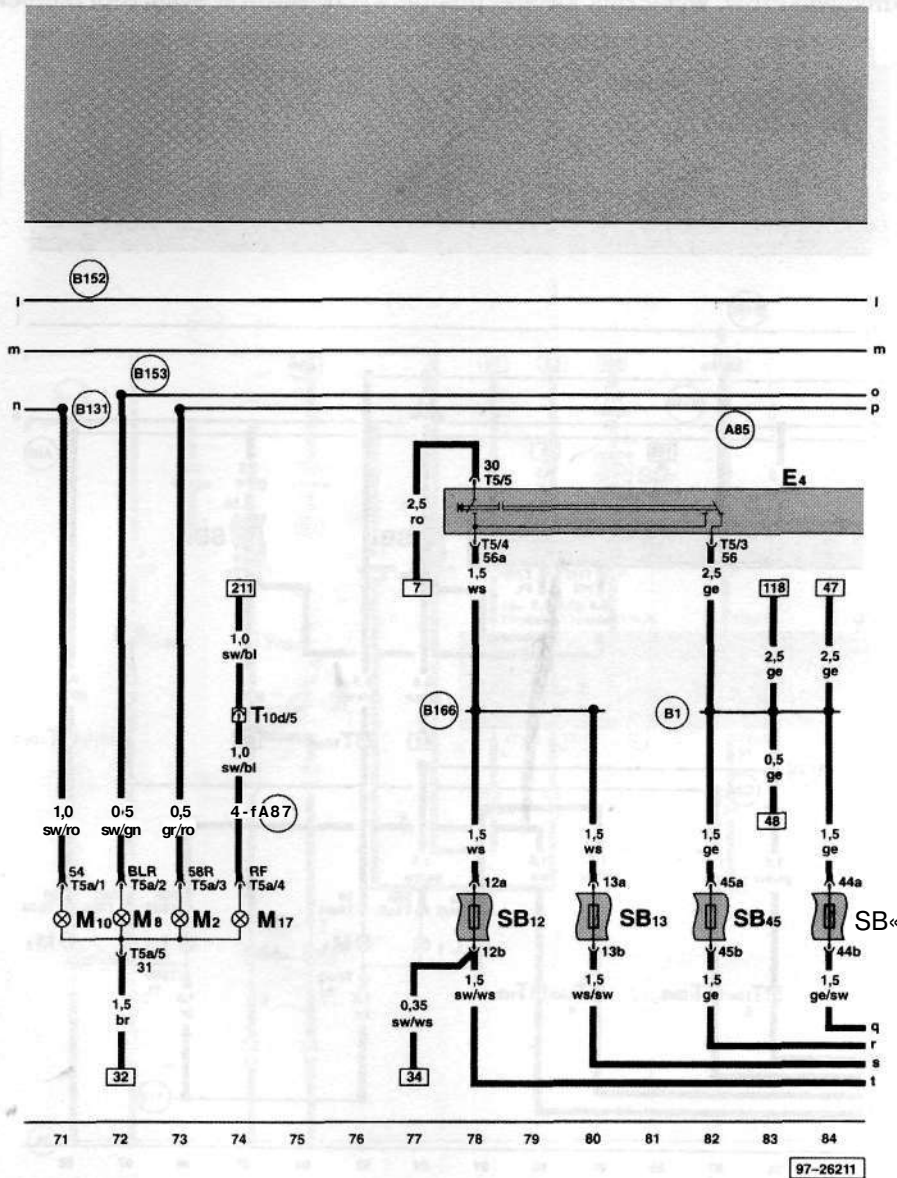 B152
l l
m m
B153
o
n B131 p
A85
30
T5/5
E4
2,5
ro
T5/4
56a
T5/3
56
7
1,5
ws
2,5
ge
211 118 47
1,0
sw/bl
2,5
ge
2,5
ge
B166 B1
T10d/5
1,0
sw/bl
0,5
ge
48
1,0
sw/ro
0,5
sw/gn
0,5
gr/ro
4-fA87
1,5
ws
1,5
ws
1,5
ge
1,5
ge
54
T5a/1
BLR
T5a/2
58R
T5a/3
RF
T5a/4
12a 13a 45a 44a
M10 M8 M2 M17
SB12 SB13 SB45 SB«
T5a/5
31
12b 13b 45b 44b
1,5
br
0,35
sw/ws
1,5
sw/ws
1,5
ws/sw
1,5
ge
1,5
ge/sw
q
r
s
t
32 34
71 72 73 74 75 76 77 78 79 80 81 82 83 84
97-26211